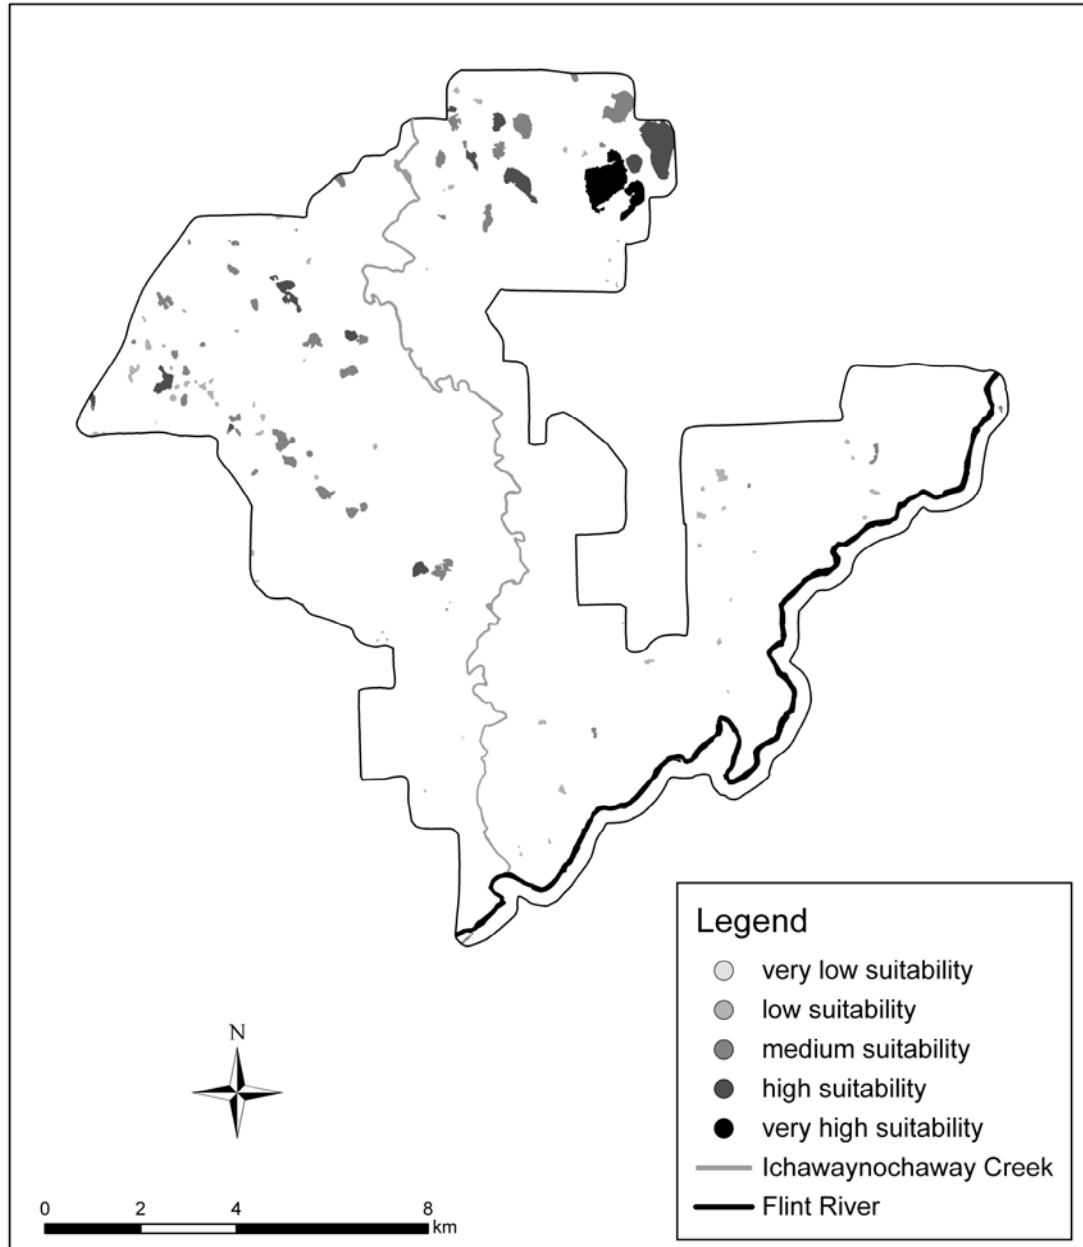 Legend
very low suitability
low suitability
medium suitability
high suitability
very high suitability
Ichawaynochaway Creek
Flint River
N
0 2 4 8
km